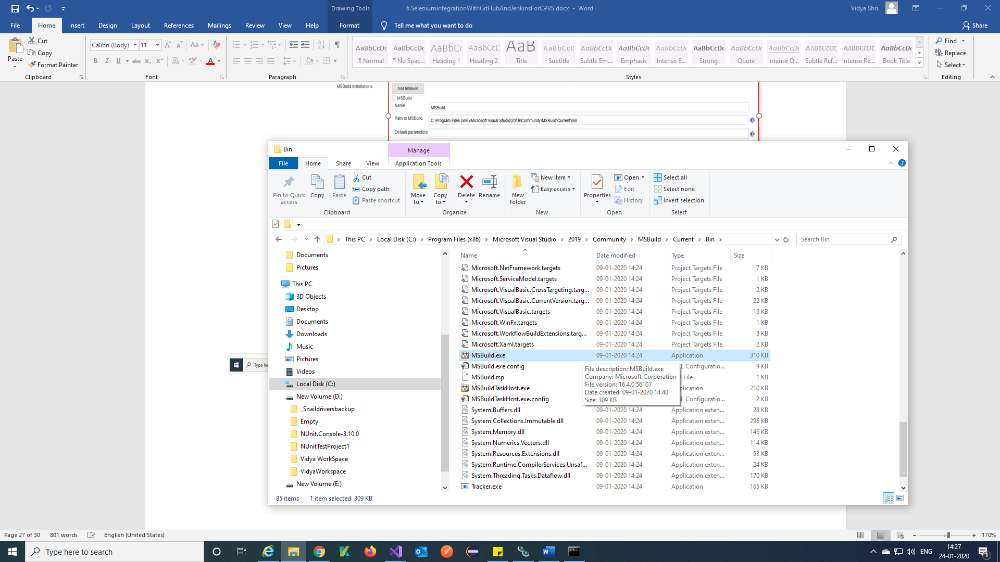 Drawing Tools
6.SeleniumIntegrationWithGitHubAndJenkinsForC#VS.docx - Word
Vidya Shri.
File Home Insert Design Layout References Mailings Review View Help Format Tell me what you want to do Share
Paste
Cut
Copy
Format Painter
Clipboard
Calibri (Body) 11
Font
Paragraph
AaBbCcDc AaBbCcDc AaBbCc AaBbCcD AaB AaBbCcD AaBbCcDc AaBbCcDc AaBbCcDc AaBbCcDc AaBbCcDc AaBbCcDc AABBCCDD AABBCCDD AaBbCcDc
¶ Normal ¶ No Spac... Heading 1 Heading 2 Title Subtitle Subtle Em... Emphasis Intense E... Strong Quote Intense Q... Subtle Ref... Intense Re... Book Title
Styles
Find
Replace
Select
Editing
MSBuild installations
Add MSBuild
MSBuild
Name MSBuild
Path to MSBuild C:\Program Files (x86)\Microsoft Visual Studio\2019\Community\MSBuild\Current\Bin
Default parameters
Bin
Manage
File Home Share View Application Tools
Pin to Quick access
Copy
Paste
Cut
Copy path
Paste shortcut
Clipboard
Move to
Copy to
Delete
Rename
Organize
New folder
New item
Easy access
New
Properties
Open
Edit
History
Open
Select all
Select none
Invert selection
Select
This PC > Local Disk (C:) > Program Files (x86) > Microsoft Visual Studio > 2019 > Community > MSBuild > Current > Bin >
Search Bin
Documents
Pictures
This PC
3D Objects
Desktop
Documents
Downloads
Music
Pictures
Videos
Local Disk (C:)
New Volume (D:)
_Snaildriversbackup
Empty
NUnit.Console-3.10.0
NUnitTestProject1
Vidya WorkSpace
VidyaWorkspace
New Volume (E:)
Name Date modified Type Size
Microsoft.NetFramework.targets 09-01-2020 14:24 Project Targets File 7 KB
Microsoft.ServiceModel.targets 09-01-2020 14:24 Project Targets File 1 KB
Microsoft.VisualBasic.CrossTargeting.targ... 09-01-2020 14:24 Project Targets File 2 KB
Microsoft.VisualBasic.CurrentVersion.targ... 09-01-2020 14:24 Project Targets File 22 KB
Microsoft.VisualBasic.targets 09-01-2020 14:24 Project Targets File 19 KB
Microsoft.WinFx.targets 09-01-2020 14:24 Project Targets File 1 KB
Microsoft.WorkflowBuildExtensions.targ... 09-01-2020 14:24 Project Targets File 3 KB
Microsoft.Xaml.targets 09-01-2020 14:24 Project Targets File 2 KB
MSBuild.exe 09-01-2020 14:24 Application 310 KB
MSBuild.exe.config L Configuratio... 9 KB
MSBuild.rsp P File 1 KB
MSBuildTaskHost.exe plication 210 KB
MSBuildTaskHost.exe.config L Configuratio... 2 KB
System.Buffers.dll 09-01-2020 14:24 Application exten... 28 KB
System.Collections.Immutable.dll 09-01-2020 14:24 Application exten... 296 KB
System.Memory.dll 09-01-2020 14:24 Application exten... 146 KB
System.Numerics.Vectors.dll 09-01-2020 14:24 Application exten... 114 KB
System.Resources.Extensions.dll 09-01-2020 14:24 Application exten... 53 KB
System.Runtime.CompilerServices.Unsaf... 09-01-2020 14:24 Application exten... 24 KB
System.Threading.Tasks.Dataflow.dll 09-01-2020 14:24 Application exten... 170 KB
Tracker.exe 09-01-2020 14:24 Application 165 KB
File description: MSBuild.exe
Company: Microsoft Corporation
File version: 16.4.0.56107
Date created: 09-01-2020 14:40
Size: 309 KB
Type he
85 items 1 item selected 309 KB
Page 27 of 30 801 words English (United States) 170%
Type here to search
ENG
14:27
24-01-2020
1